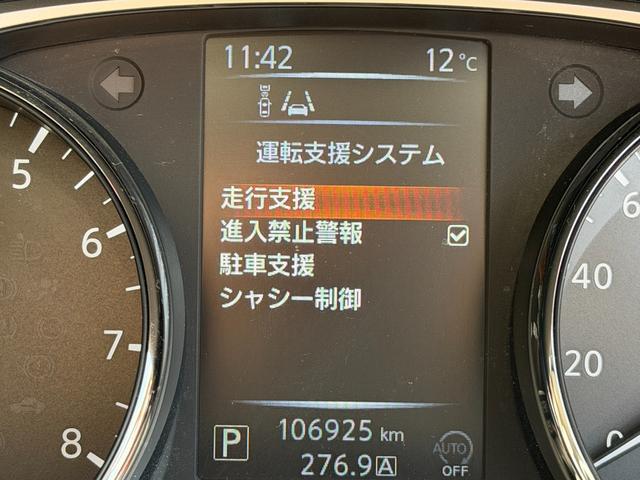 11:42 12℃
運転支援システム
5
走行支援
6
6
進入禁止警報
駐車支援
40
シャシー制御
7
20
8
P
106925 km
AUTO
OFF
276.9 A
0